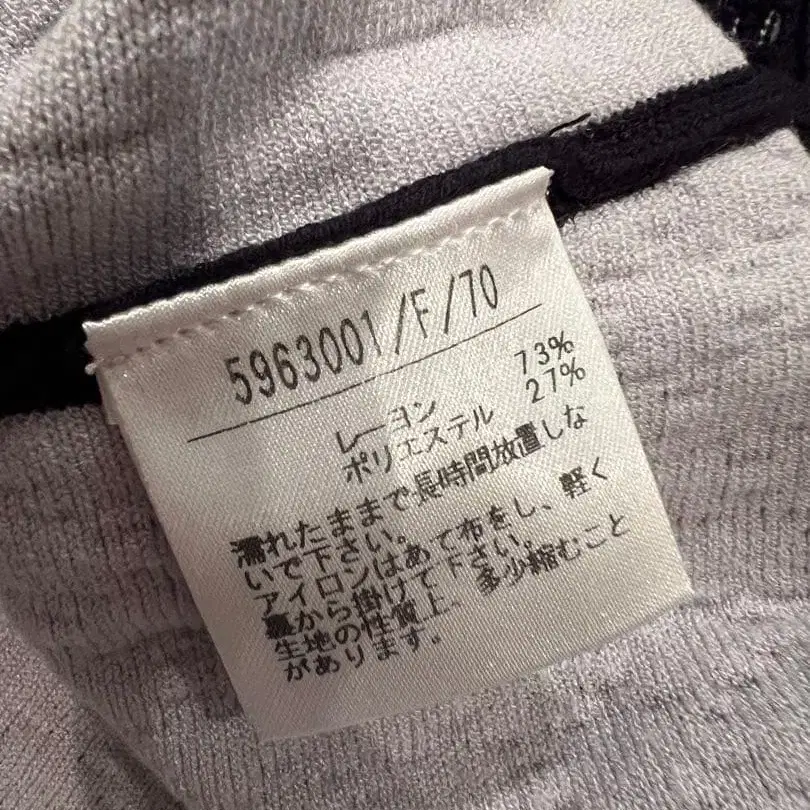 5963001/F/70
レーヨン 73%
ポリエステル 27%
濡れたままで長時間放置しな
いで下さい。
アイロンはあて布をし、軽く
裏から掛けて下さい。
生地の性質上、多少縮むこと
があります。